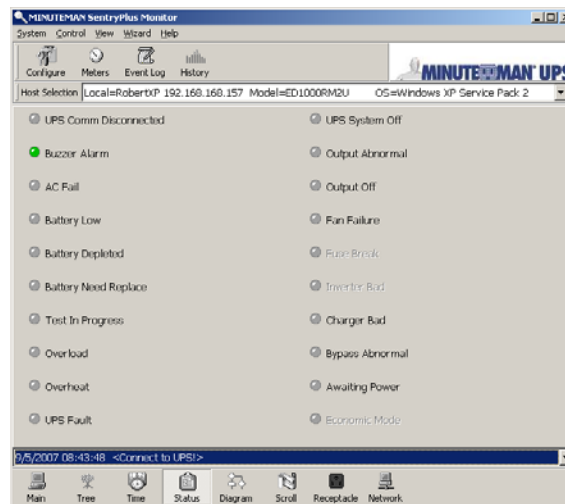 MINUTEMAN SentryPlus Monitor
System Control View Wizard Help
Configure Meters Event Log History
MINUTEMAN UPS
Host Selection Local=RobertXP 192.168.168.157 Model=ED1000RM2U OS=Windows XP Service Pack 2
UPS Comm Disconnected
UPS System Off
Buzzer Alarm
Output Abnormal
AC Fail
Output Off
Battery Low
Fan Failure
Battery Depleted
Fuse Break
Battery Need Replace
Inverter Bad
Test In Progress
Charger Bad
Overload
Bypass Abnormal
Overheat
Awaiting Power
UPS Fault
Economic Mode
9/5/2007 08:43:48 <Connect to UPS!>
Main Tree Time Status Diagram Scroll Receptacle Network